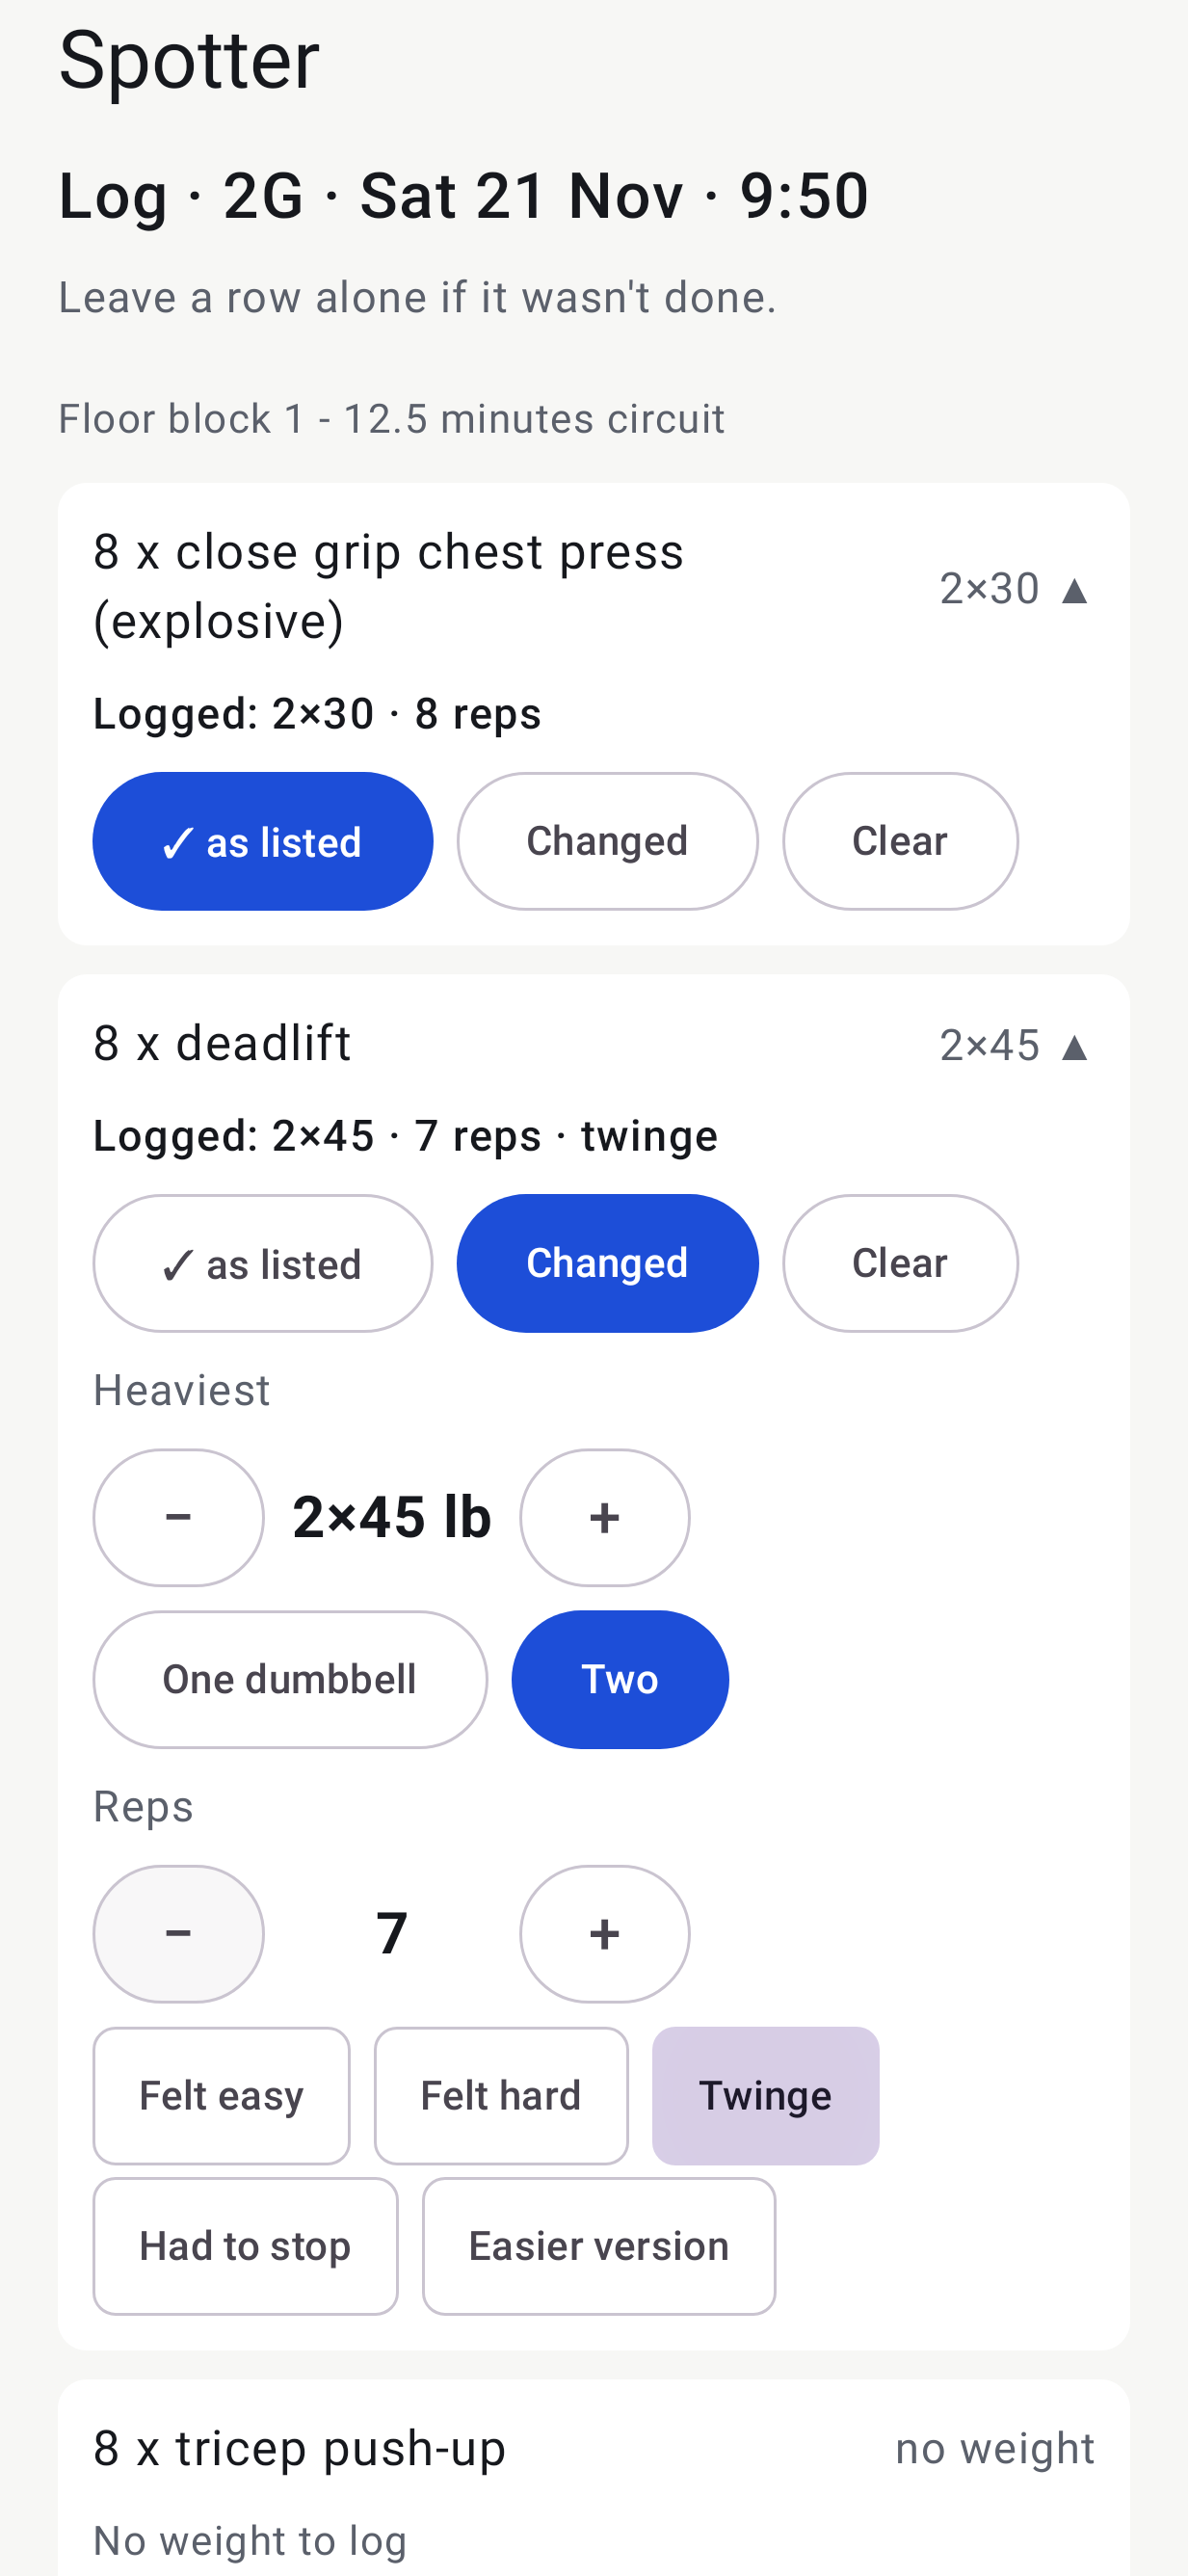 Spotter
Log · 2G · Sat 21 Nov · 9:50
Leave a row alone if it wasn't done.
Floor block 1 - 12.5 minutes circuit
8 x close grip chest press
(explosive)
2×30 ▲
Logged: 2×30 · 8 reps
✓ as listed Changed Clear
8 x deadlift 2×45 ▲
Logged: 2×45 · 7 reps · twinge
✓ as listed Changed Clear
Heaviest
− 2×45 lb +
One dumbbell Two
Reps
− 7 +
Felt easy Felt hard Twinge
Had to stop Easier version
8 x tricep push-up no weight
No weight to log